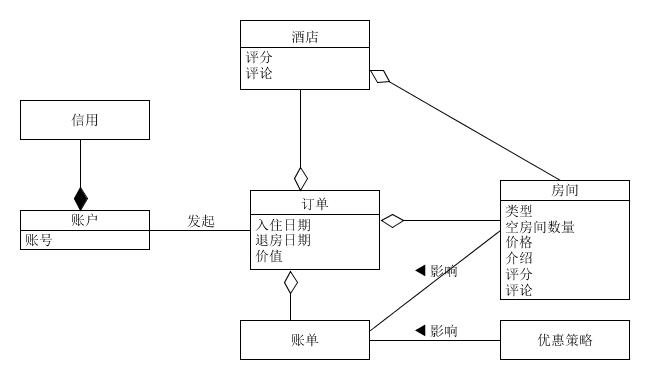 酒店
评分
评论
信用
账户
账号
发起
订单
入住日期
退房日期
价值
房间
类型
空房间数量
价格
介绍
评分
评论
◀ 影响
账单
◀ 影响
优惠策略